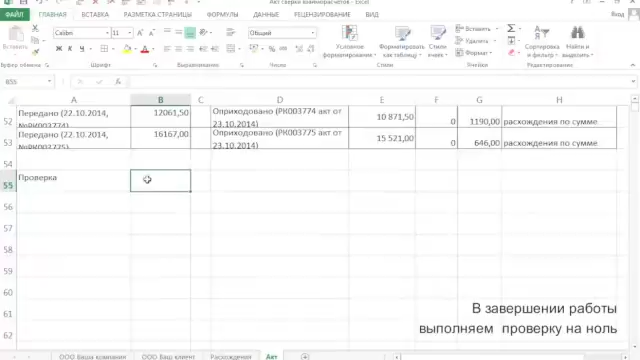 Акт сверки взаиморасчетов - Excel
ФАЙЛ ГЛАВНАЯ ВСТАВКА РАЗМЕТКА СТРАНИЦЫ ФОРМУЛЫ ДАННЫЕ РЕЦЕНЗИРОВАНИЕ ВИД
Вход
Calibri 11
Общий
Вставить
Условное форматирование
Форматировать как таблицу
Стили ячеек
Сортировка и фильтр
Найти и выделить
Буфер обмена Шрифт Выравнивание Число Стили Ячейки Редактирование
B55
A B C D E F G H
52 Передано (22.10.2014, №РК003774) 12061,50 Оприходовано (РК003774 акт от 23.10.2014) 10 871,50 0 1190,00 расхождения по сумме
53 Передано (22.10.2014, №РК003775) 16167,00 Оприходовано (РК003775 акт от 23.10.2014) 15 521,00 0 646,00 расхождения по сумме
54
55 Проверка
56
57
58
59
60
61
62
В завершении работы
выполняем проверку на ноль
ООО Ваша компания ООО Ваш клиент Расхождения Акт